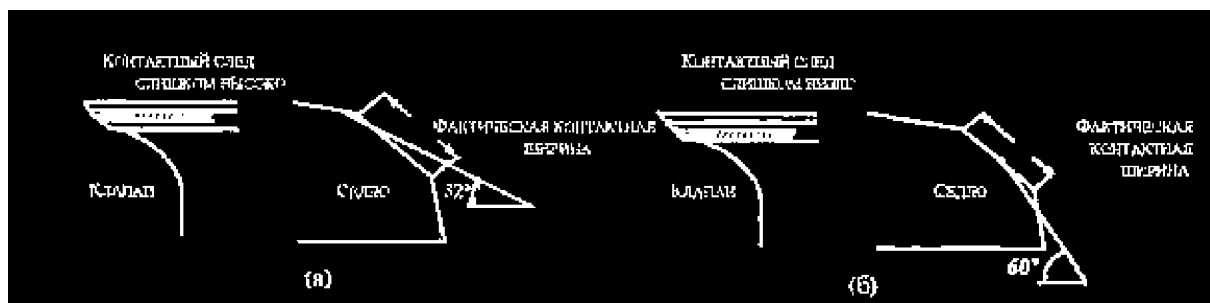 Контактный след
слишком высоко
Контактный след
слишком низко
Фактическая контактная
ширина
Фактическая
контактная
ширина
Клапан
Седло
32°
Клапан
Седло
60°
(а)
(б)